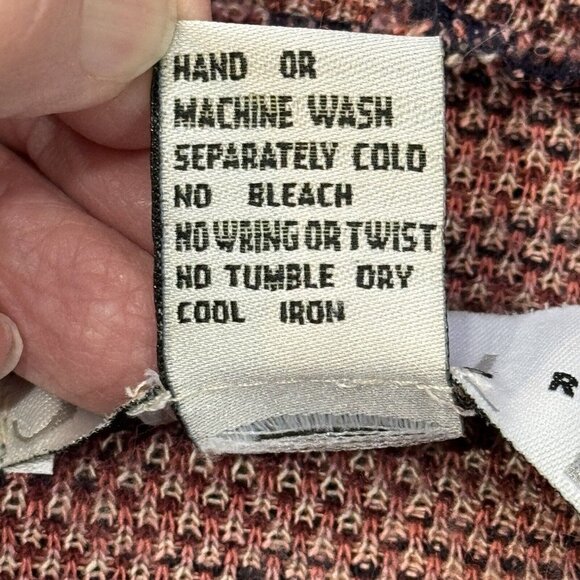 HAND OR
MACHINE WASH
SEPARATELY COLD
NO BLEACH
NO WRING OR TWIST
NO TUMBLE DRY
COOL IRON
R